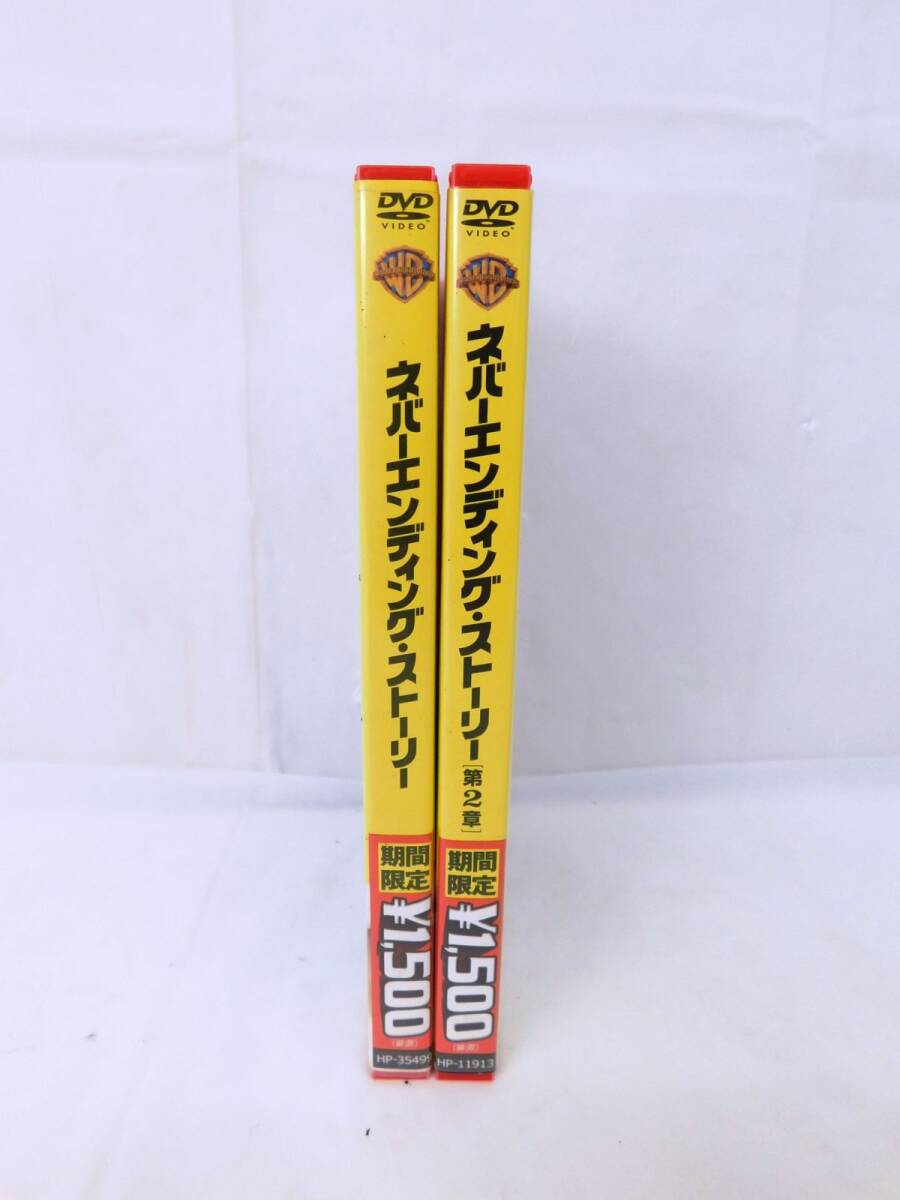 DVD
VIDEO
ネバーエンディング・ストーリー
期間
限定
¥1,500
HP-35499
DVD
VIDEO
WB
ネバーエンディング・ストーリー
[第2章]
期間
限定
¥1,500
HP-11913